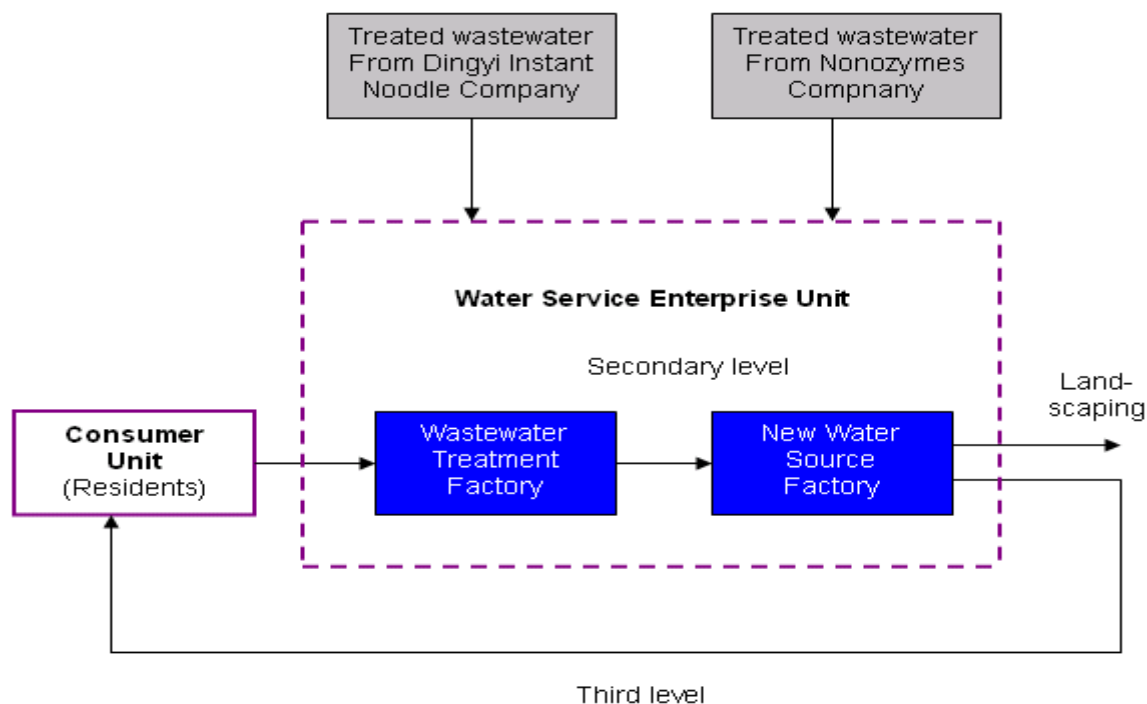 Treated wastewater
From Dingyi Instant
Noodle Company
Treated wastewater
From Nonozymes
Compnany
Water Service Enterprise Unit
Secondary level
Land-
scaping
Consumer
Unit
(Residents)
Wastewater
Treatment
Factory
New Water
Source
Factory
Third level